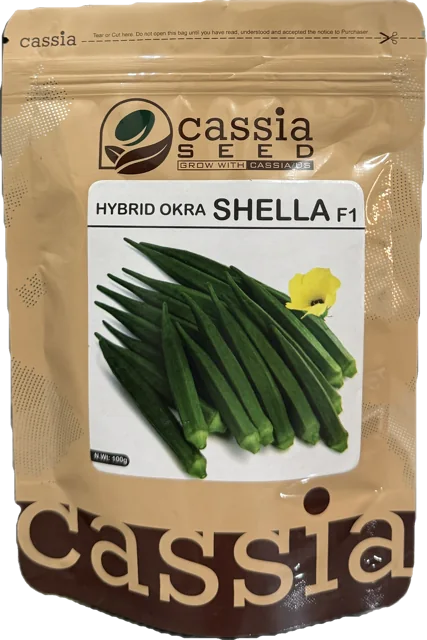 cassia
Tear or Cut here. Do not open this bag until you have read, understood and accepted the notice to Purchaser.
cassia
SEED
GROW WITH CASSIA US
HYBRID OKRA SHELLA F1
N.Wt: 100g
cassia